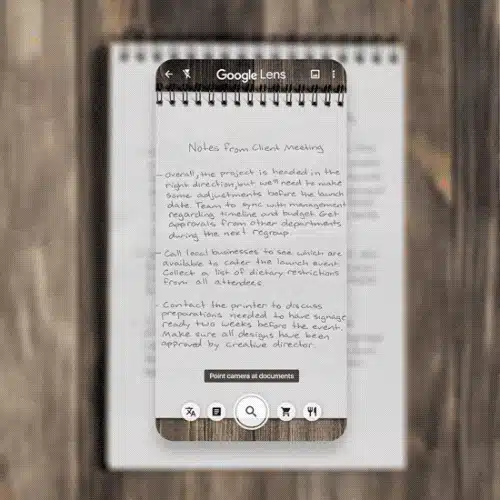 Google Lens
Notes from Client Meeting
- Overall, the project is headed in the
right direction, but we'll need to make
some adjustments before the launch
date. Team to sync with management
regarding timeline and budget. Get
approvals from other departments
during the next regroup.
- Call local businesses to see which are
available to cater the launch event.
Collect a list of dietary restrictions
from all attendees.
- Contact the printer to discuss
preparations needed to have signage
ready two weeks before the event.
Make sure all designs have been
approved by creative director.
Point camera at documents